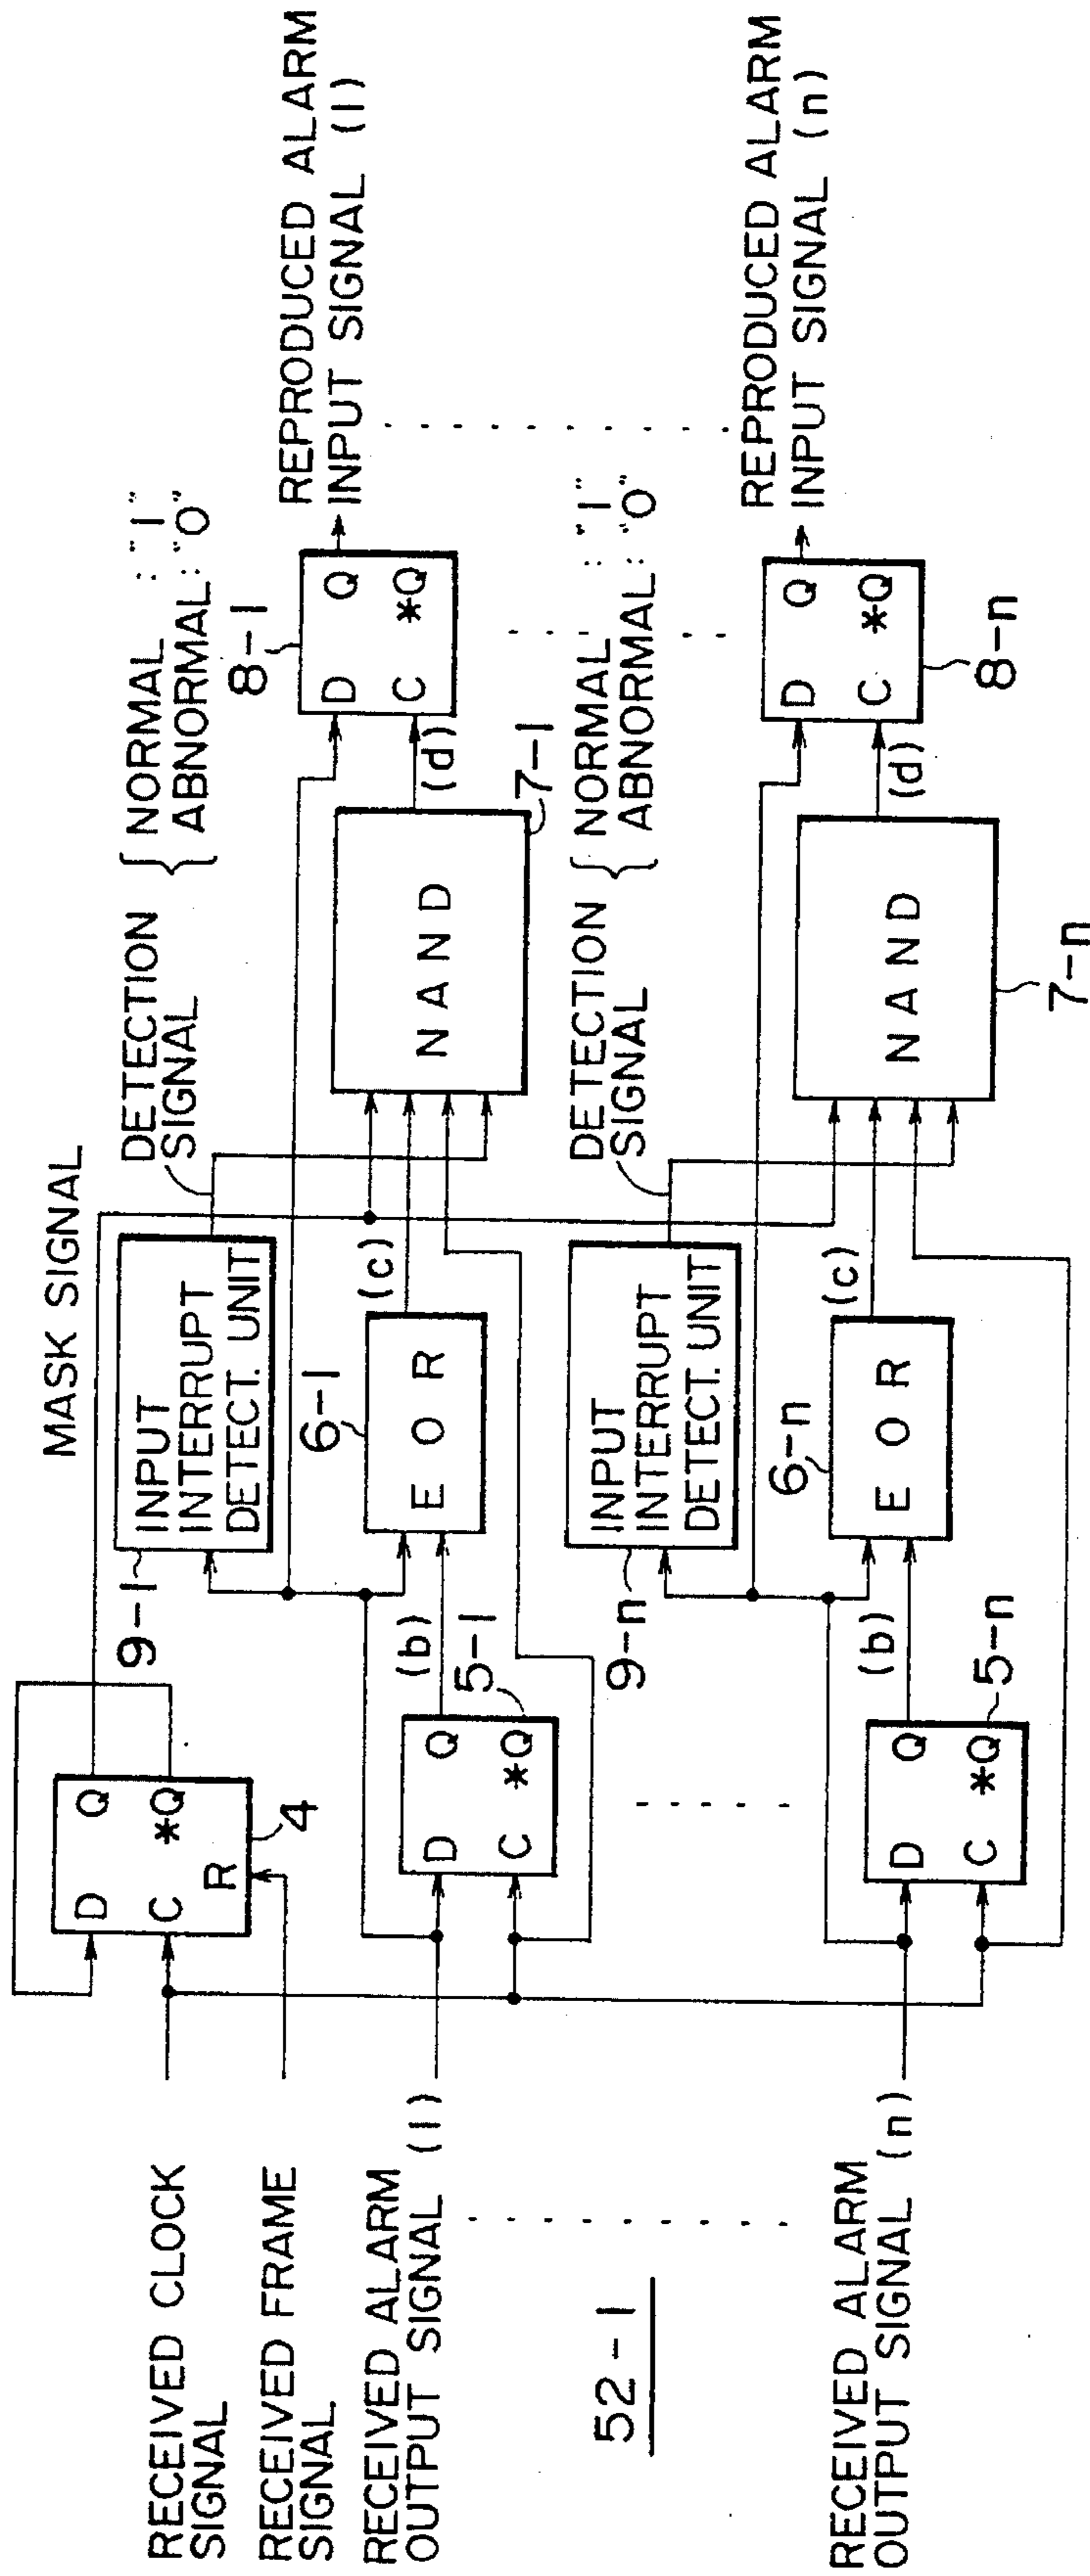 MASK SIGNAL
D Q
C *Q
R
4
9-1
INPUT
INTERRUPT
DETECT. UNIT
DETECTION
SIGNAL
NORMAL : "1"
ABNORMAL : "0"
RECEIVED CLOCK
SIGNAL
RECEIVED FRAME
SIGNAL
RECEIVED ALARM
OUTPUT SIGNAL (1)
D Q
C *Q
5-1
(b)
6-1
EOR
(c)
NAND
7-1
(d)
8-1
D Q
C *Q
REPRODUCED ALARM
INPUT SIGNAL (1)
52-1
9-n
INPUT
INTERRUPT
DETECT. UNIT
DETECTION
SIGNAL
NORMAL : "1"
ABNORMAL : "0"
RECEIVED ALARM
OUTPUT SIGNAL (n)
D Q
C *Q
5-n
(b)
6-n
EOR
(c)
NAND
7-n
(d)
D Q
C *Q
8-n
REPRODUCED ALARM
INPUT SIGNAL (n)